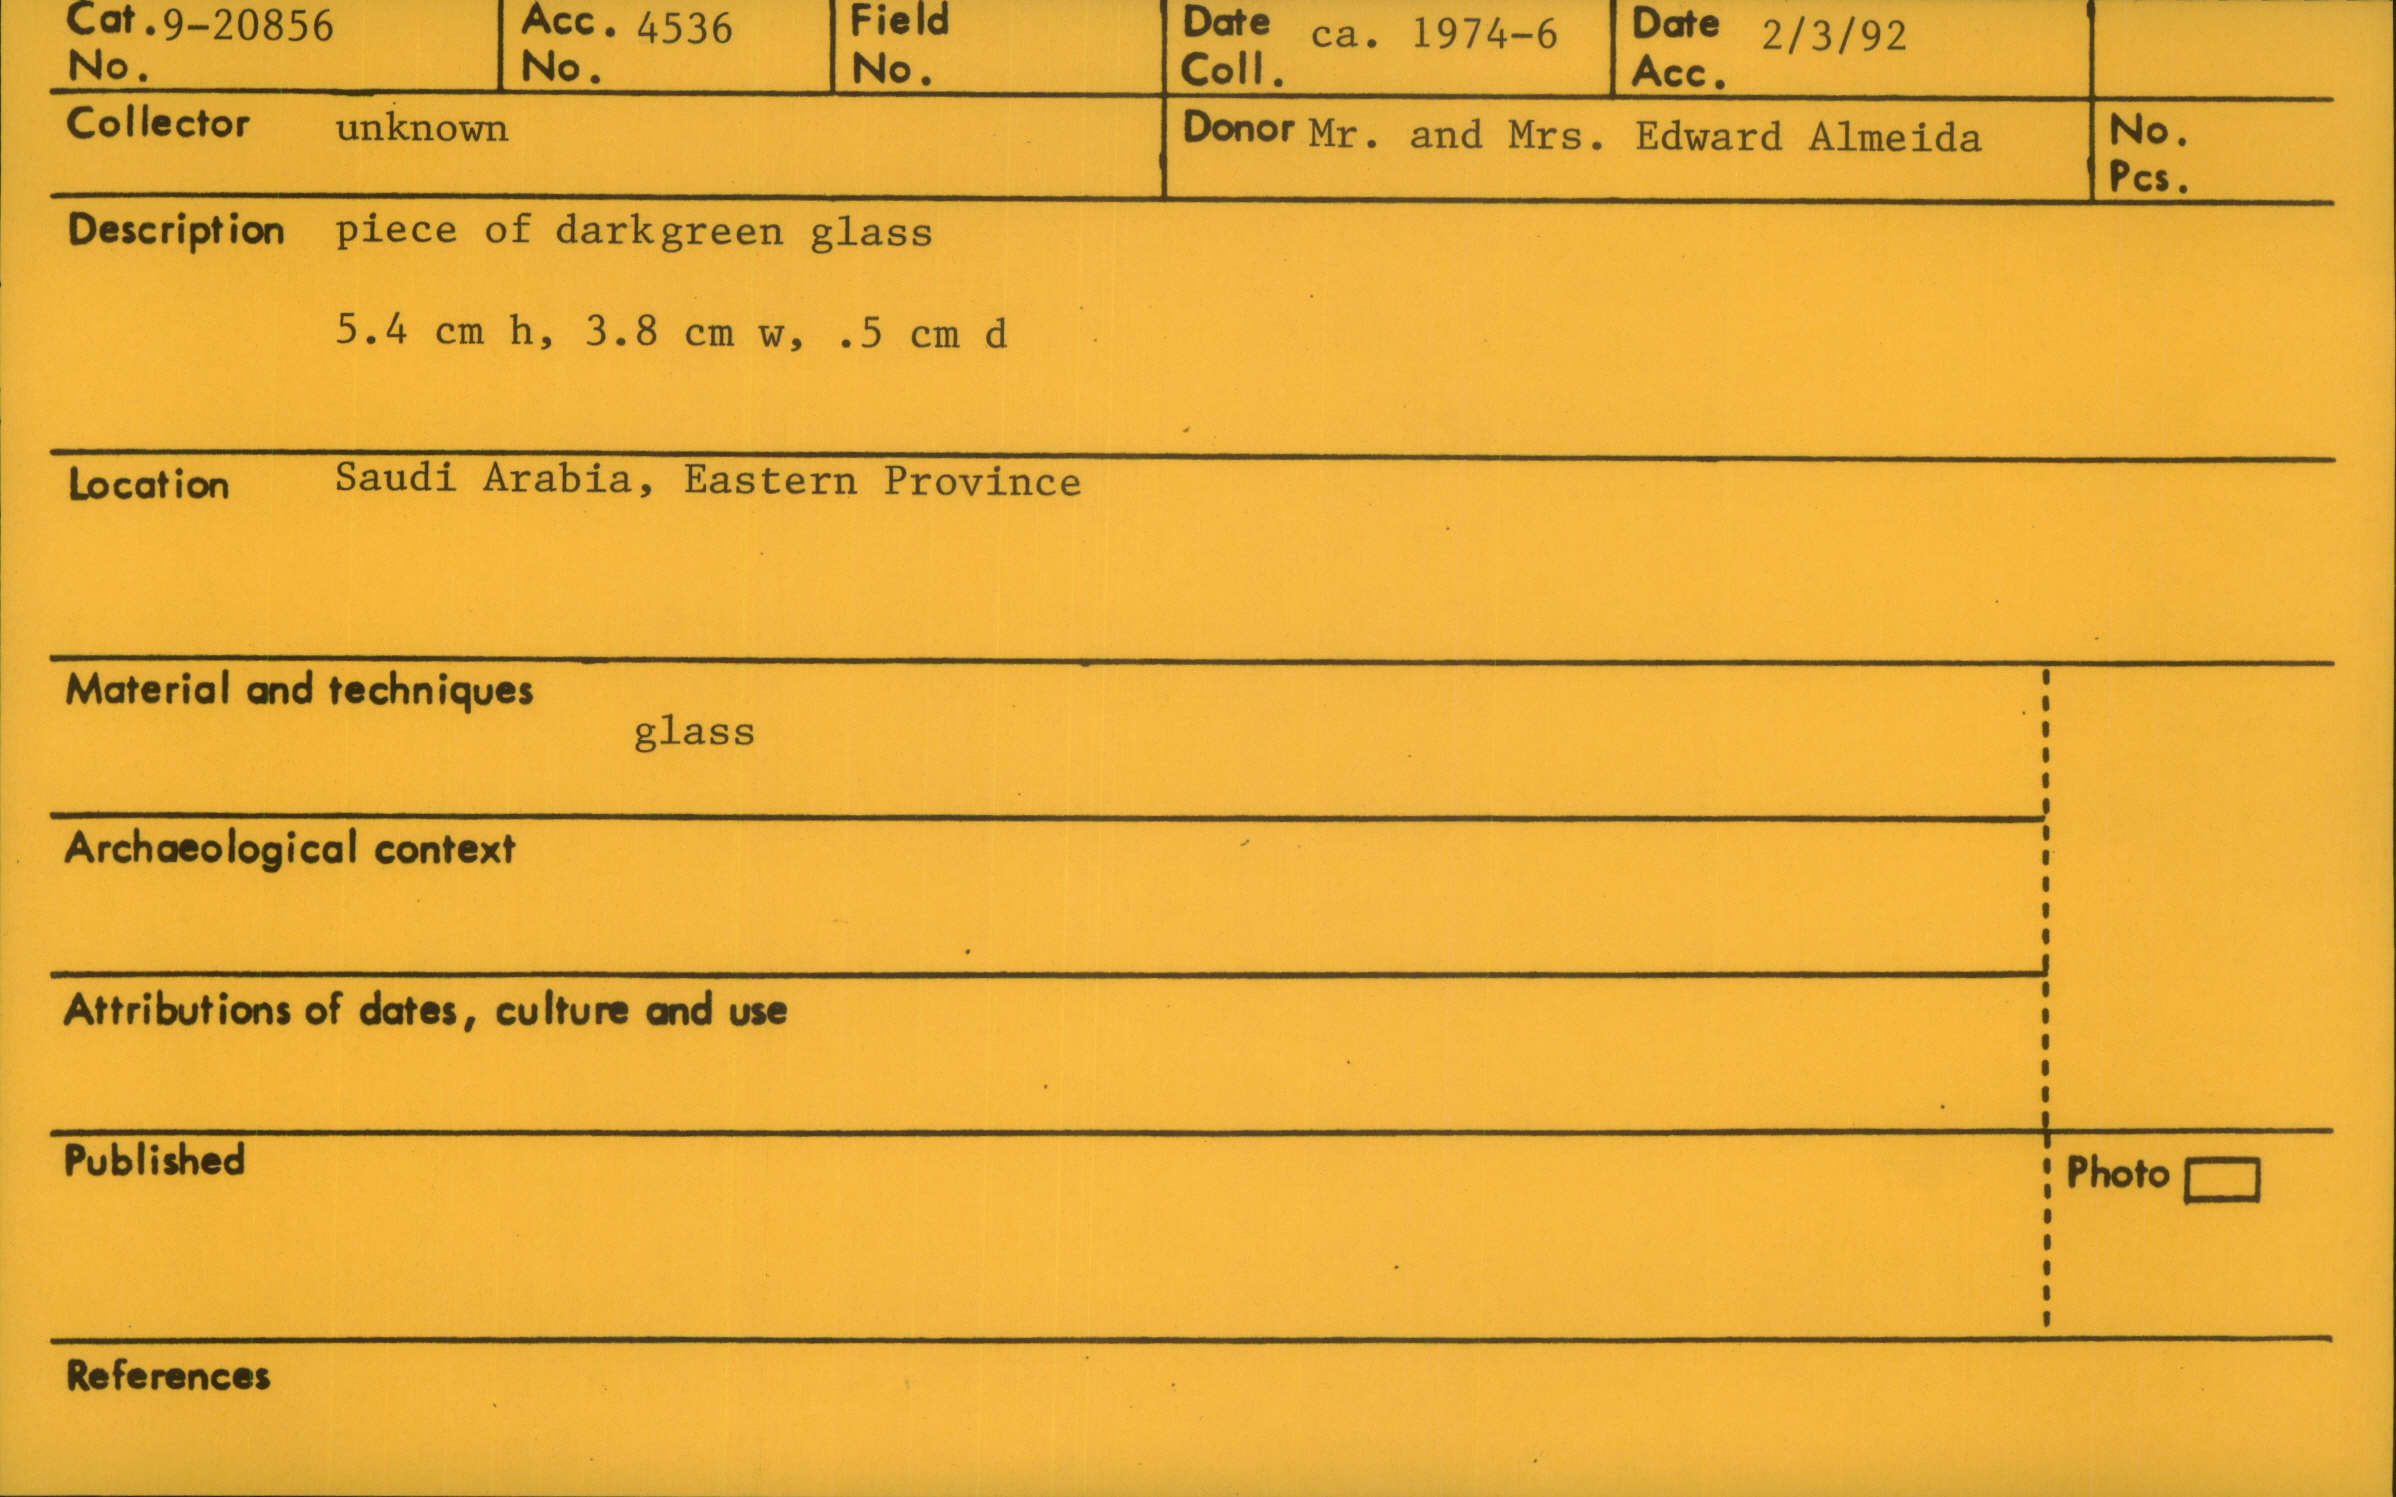 Cat. No. 9-20856 Acc. No. 4536 Field No. Date Coll. ca. 1974-6 Date Acc. 2/3/92
Collector unknown Donor Mr. and Mrs. Edward Almeida No. Pcs.
Description piece of darkgreen glass
5.4 cm h, 3.8 cm w, .5 cm d
Location Saudi Arabia, Eastern Province
Material and techniques
glass
Archaeological context
Attributions of dates, culture and use
Published
Photo
References